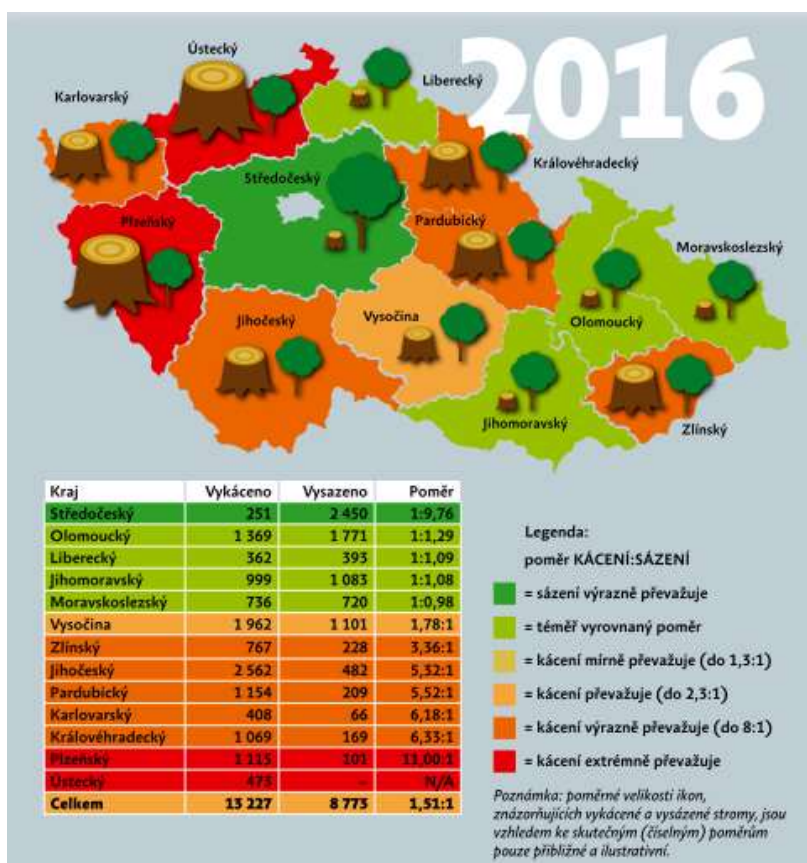 2016
Ústecký
Liberecký
Karlovarský
Královéhradecký
Středočeský
Plzeňský
Pardubický
Moravskoslezský
Jihočeský
Vysočina
Olomoucký
Jihomoravský
Zlínský
Kraj Vykáceno Vysazeno Poměr
Středočeský 251 2 450 1:9,76
Olomoucký 1 369 1 771 1:1,29
Liberecký 362 393 1:1,09
Jihomoravský 999 1 083 1:1,08
Moravskoslezský 736 720 1:0,98
Vysočina 1 962 1 101 1,78:1
Zlínský 767 228 3,36:1
Jihočeský 2 562 482 5,32:1
Pardubický 1 154 209 5,52:1
Karlovarský 408 66 6,18:1
Královéhradecký 1 069 169 6,33:1
Plzeňský 1 115 101 11,00:1
Ústecký 473 – N/A
Celkem 13 227 8 773 1,51:1
Legenda:
poměr KÁCENÍ:SÁZENÍ
= sázení výrazně převažuje
= téměř vyrovnaný poměr
= kácení mírně převažuje (do 1,3:1)
= kácení převažuje (do 2,3:1)
= kácení výrazně převažuje (do 8:1)
= kácení extrémně převažuje
Poznámka: poměrné velikosti ikon,
znázorňujících vykácené a vysázené stromy, jsou
vzhledem ke skutečným (číselným) poměrům
pouze přibližné a ilustrativní.